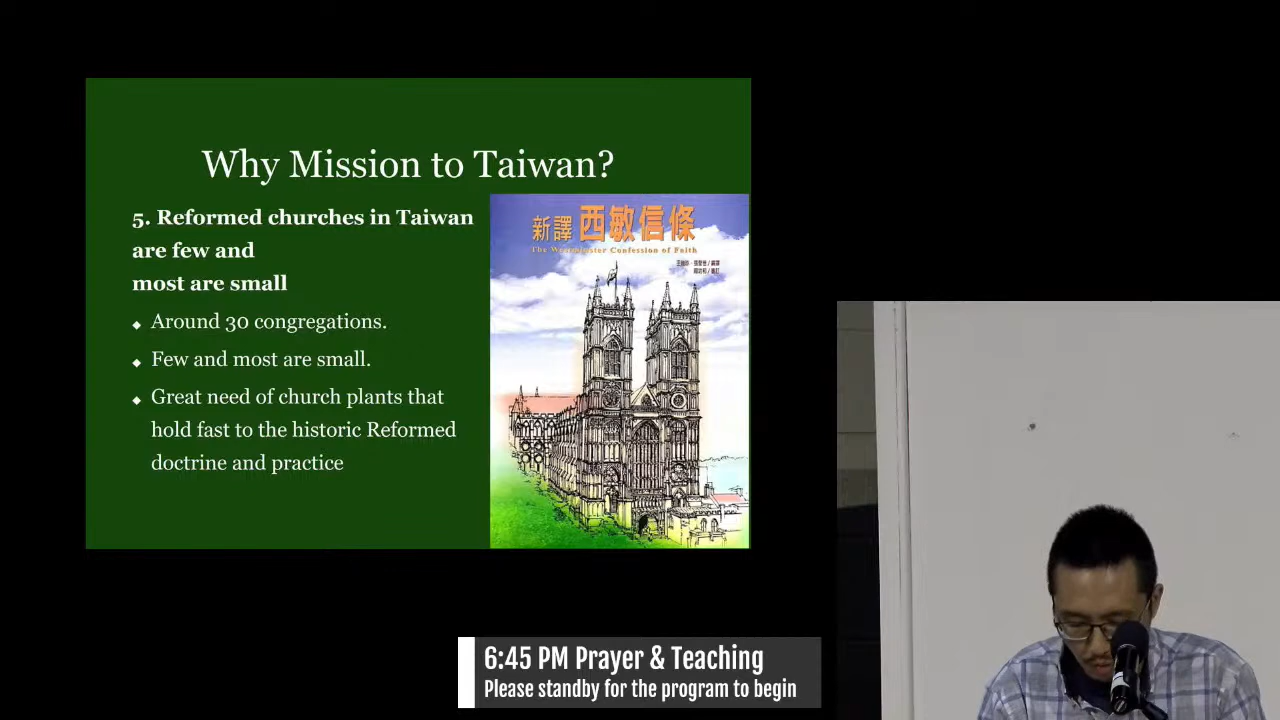 Why Mission to Taiwan?
5. Reformed churches in Taiwan
are few and
most are small
Around 30 congregations.
Few and most are small.
Great need of church plants that
hold fast to the historic Reformed
doctrine and practice
新譯 西敏信條
The Westminster Confession of Faith
6:45 PM Prayer & Teaching
Please standby for the program to begin